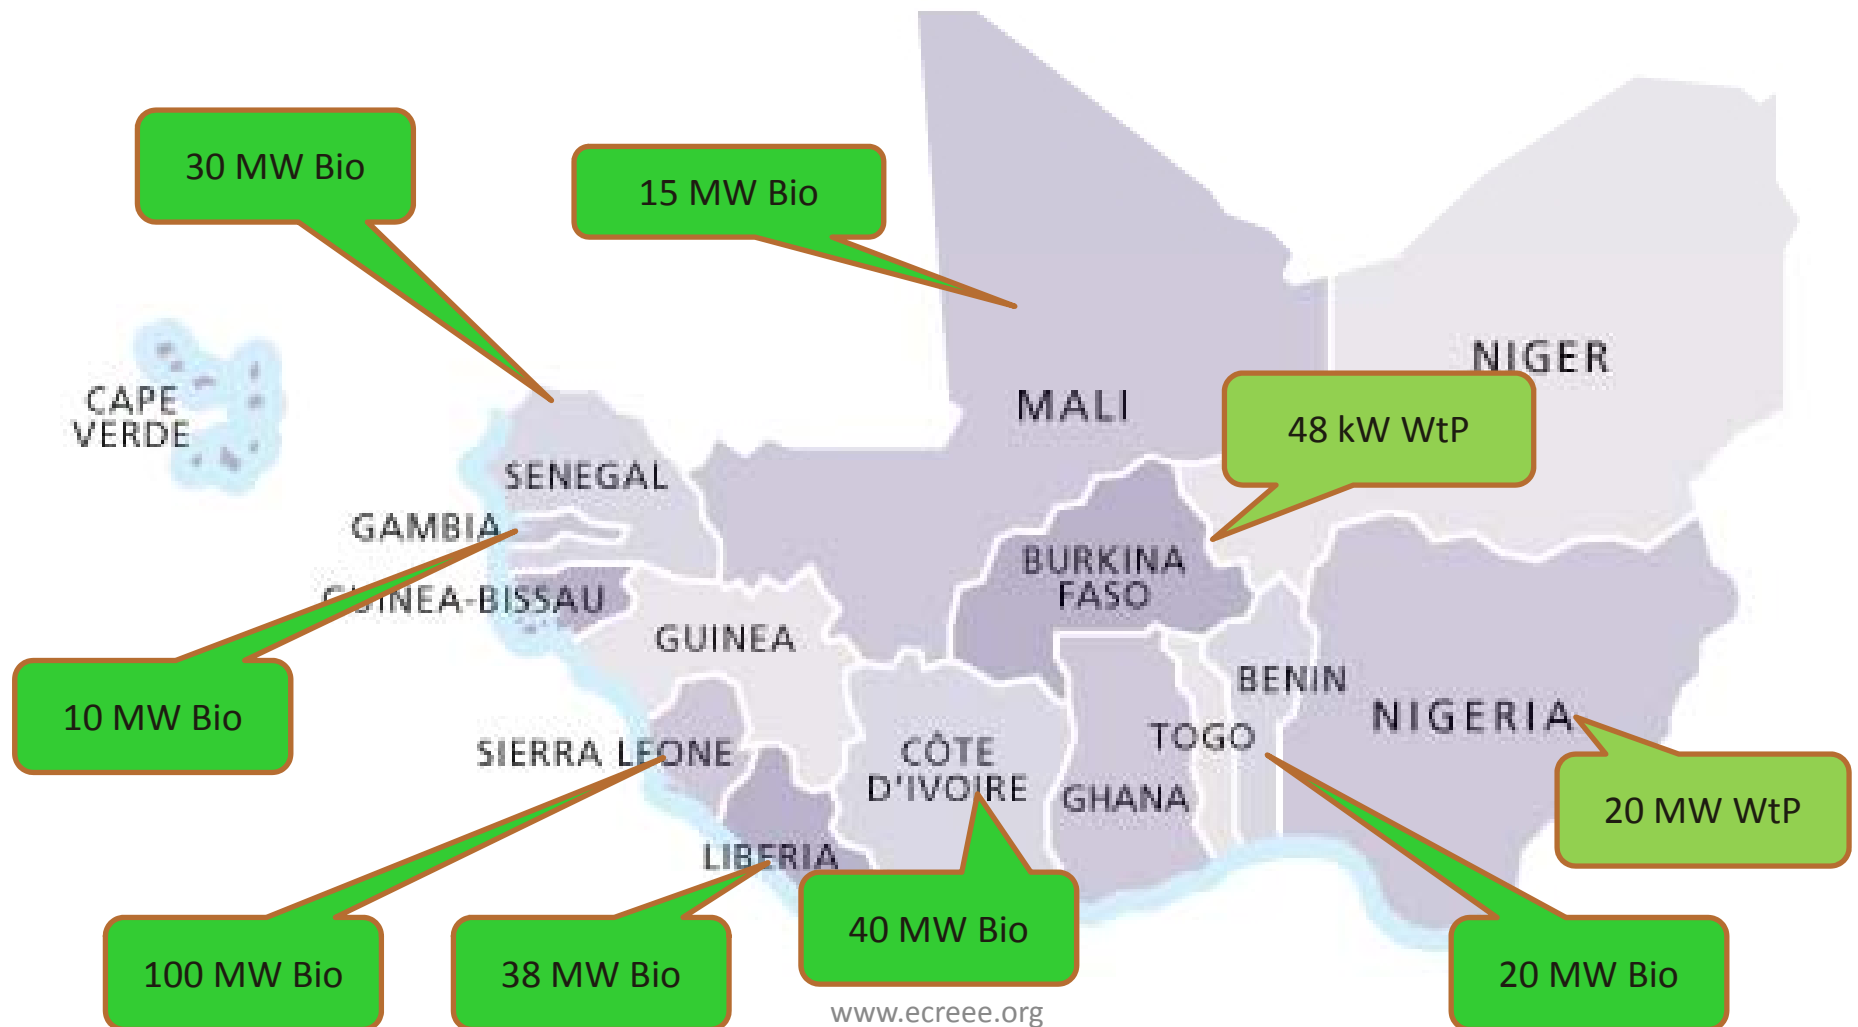 30 MW Bio
15 MW Bio
NIGER
CAPE
VERDE
MALI
48 kW WtP
SENEGAL
GAMBIA
BURKINA
FASO
GUINEA-BISSAU
GUINEA
BENIN
10 MW Bio
NIGERIA
SIERRA LEONE
CÔTE
D'IVOIRE
TOGO
GHANA
20 MW WtP
LIBERIA
40 MW Bio
100 MW Bio
38 MW Bio
20 MW Bio
www.ecreee.org